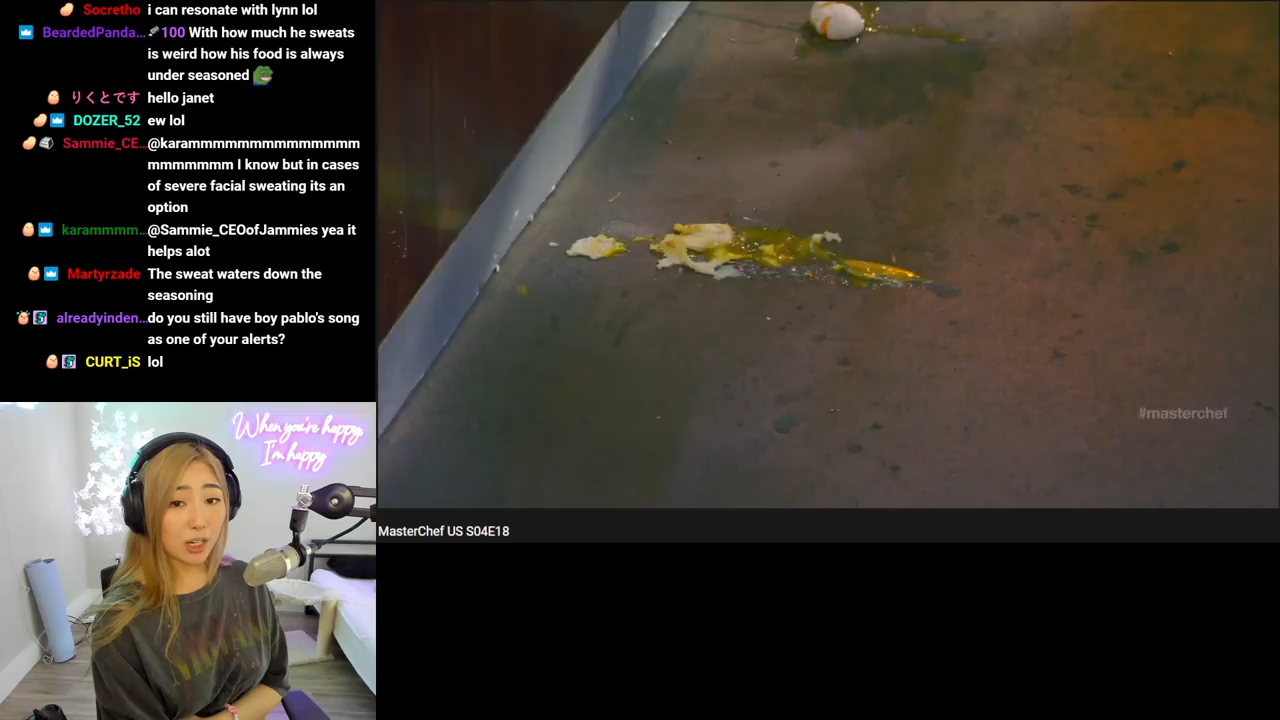 Socretho i can resonate with lynn lol
BeardedPanda… 100 With how much he sweats
is weird how his food is always
under seasoned
りくとです hello janet
DOZER_52 ew lol
Sammie_CE… @karammmmmmmmmmmmmm
mmmmmmm I know but in cases
of severe facial sweating its an
option
karammmm… @Sammie_CEOofJammies yea it
helps alot
Martyrzade The sweat waters down the
seasoning
alreadyinden… do you still have boy pablo's song
as one of your alerts?
CURT_iS lol
When you're happy,
I'm happy
#masterchef
MasterChef US S04E18